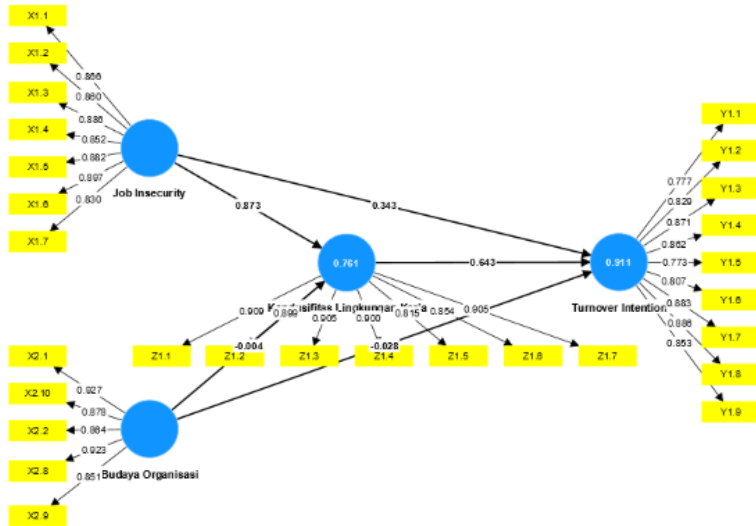 X1.1
X1.2
X1.3
X1.4
X1.5
X1.6
X1.7
0.866
0.860
0.886
0.852
0.882
0.897
0.830
Job Insecurity
0.873
0.343
0.761
0.643
0.911
Turnover Intention
Y1.1
Y1.2
Y1.3
Y1.4
Y1.5
Y1.6
Y1.7
Y1.8
Y1.9
0.777
0.829
0.871
0.862
0.773
0.807
0.883
0.886
0.853
Kondusifitas Lingkungan Kerja
0.909
0.899
0.905
0.900
0.815
0.854
0.905
Z1.1
Z1.2
Z1.3
Z1.4
Z1.5
Z1.6
Z1.7
-0.004
-0.028
X2.1
X2.10
X2.2
X2.8
X2.9
0.927
0.878
0.864
0.923
0.851
Budaya Organisasi